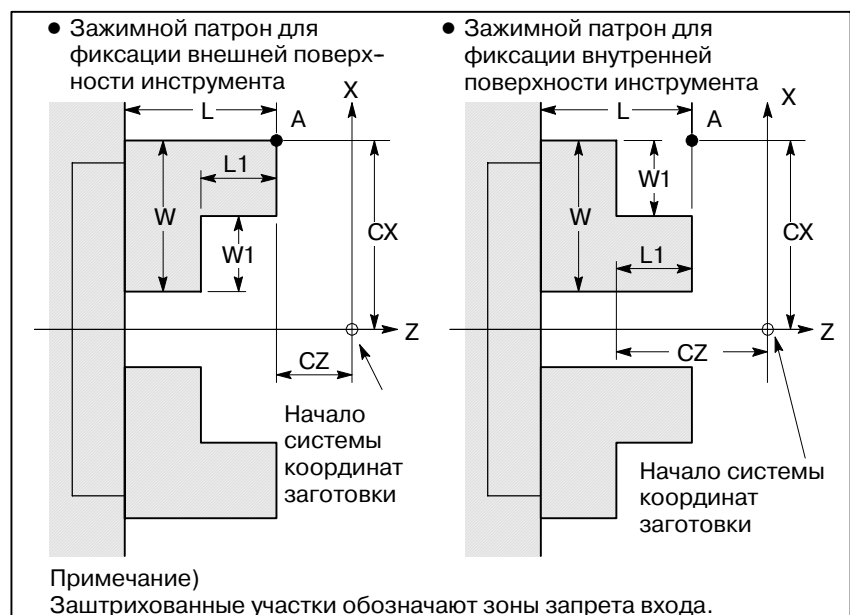 ● Зажимной патрон для
фиксации внешней поверх-
ности инструмента
L
A
X
L1
W
W1
CX
Z
CZ
Начало
системы
координат
заготовки
● Зажимной патрон для
фиксации внутренней
поверхности инструмента
L
A
X
W1
W
CX
L1
Z
CZ
Начало системы
координат
заготовки
Примечание)
Заштрихованные участки обозначают зоны запрета входа.